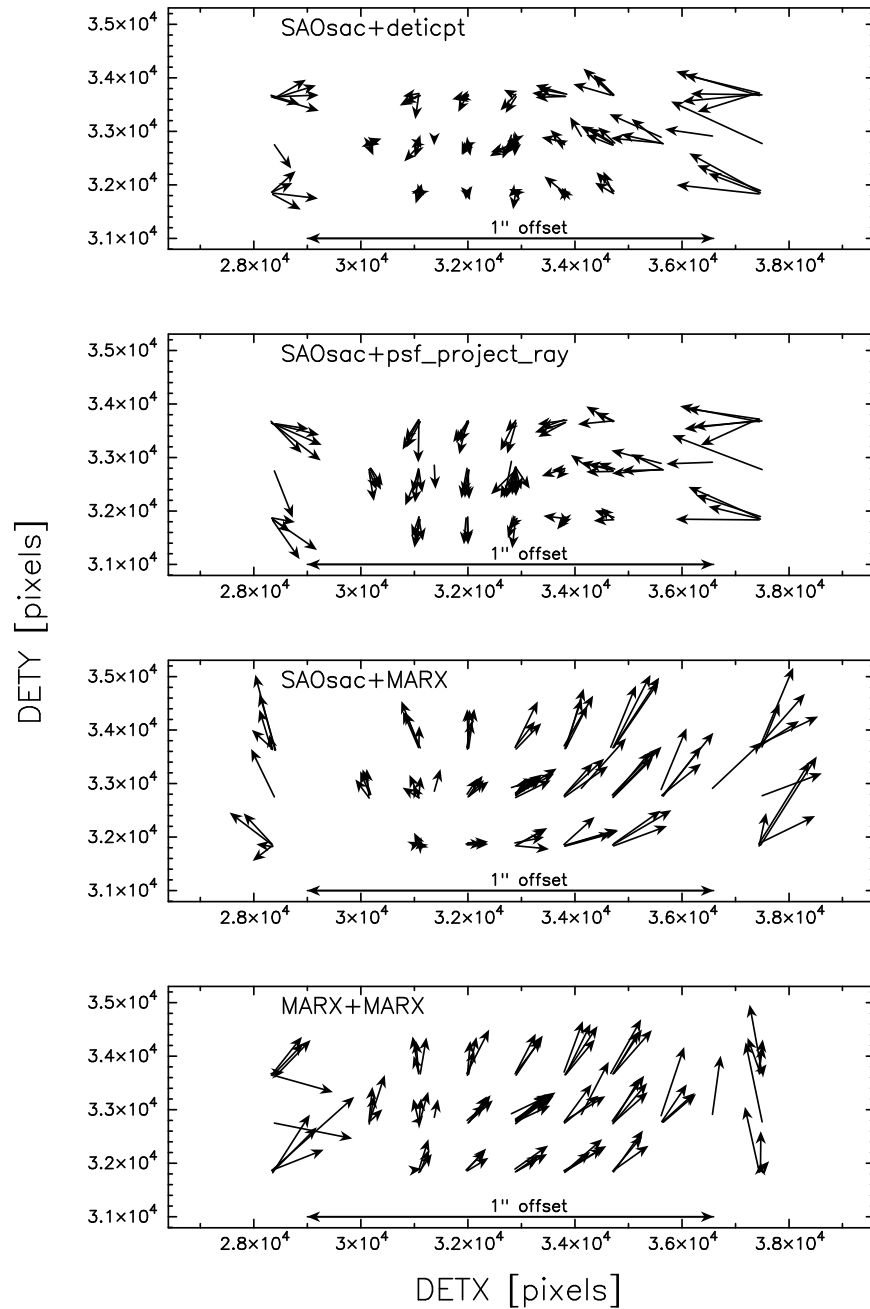 SAOsac+deticpt
3.5×10⁴
3.4×10⁴
3.3×10⁴
3.2×10⁴
3.1×10⁴
1" offset
2.8×10⁴ 3×10⁴ 3.2×10⁴ 3.4×10⁴ 3.6×10⁴ 3.8×10⁴
SAOsac+psf_project_ray
3.5×10⁴
3.4×10⁴
3.3×10⁴
3.2×10⁴
3.1×10⁴
1" offset
2.8×10⁴ 3×10⁴ 3.2×10⁴ 3.4×10⁴ 3.6×10⁴ 3.8×10⁴
DETY [pixels]
SAOsac+MARX
3.5×10⁴
3.4×10⁴
3.3×10⁴
3.2×10⁴
3.1×10⁴
1" offset
2.8×10⁴ 3×10⁴ 3.2×10⁴ 3.4×10⁴ 3.6×10⁴ 3.8×10⁴
MARX+MARX
3.5×10⁴
3.4×10⁴
3.3×10⁴
3.2×10⁴
3.1×10⁴
1" offset
2.8×10⁴ 3×10⁴ 3.2×10⁴ 3.4×10⁴ 3.6×10⁴ 3.8×10⁴
DETX [pixels]